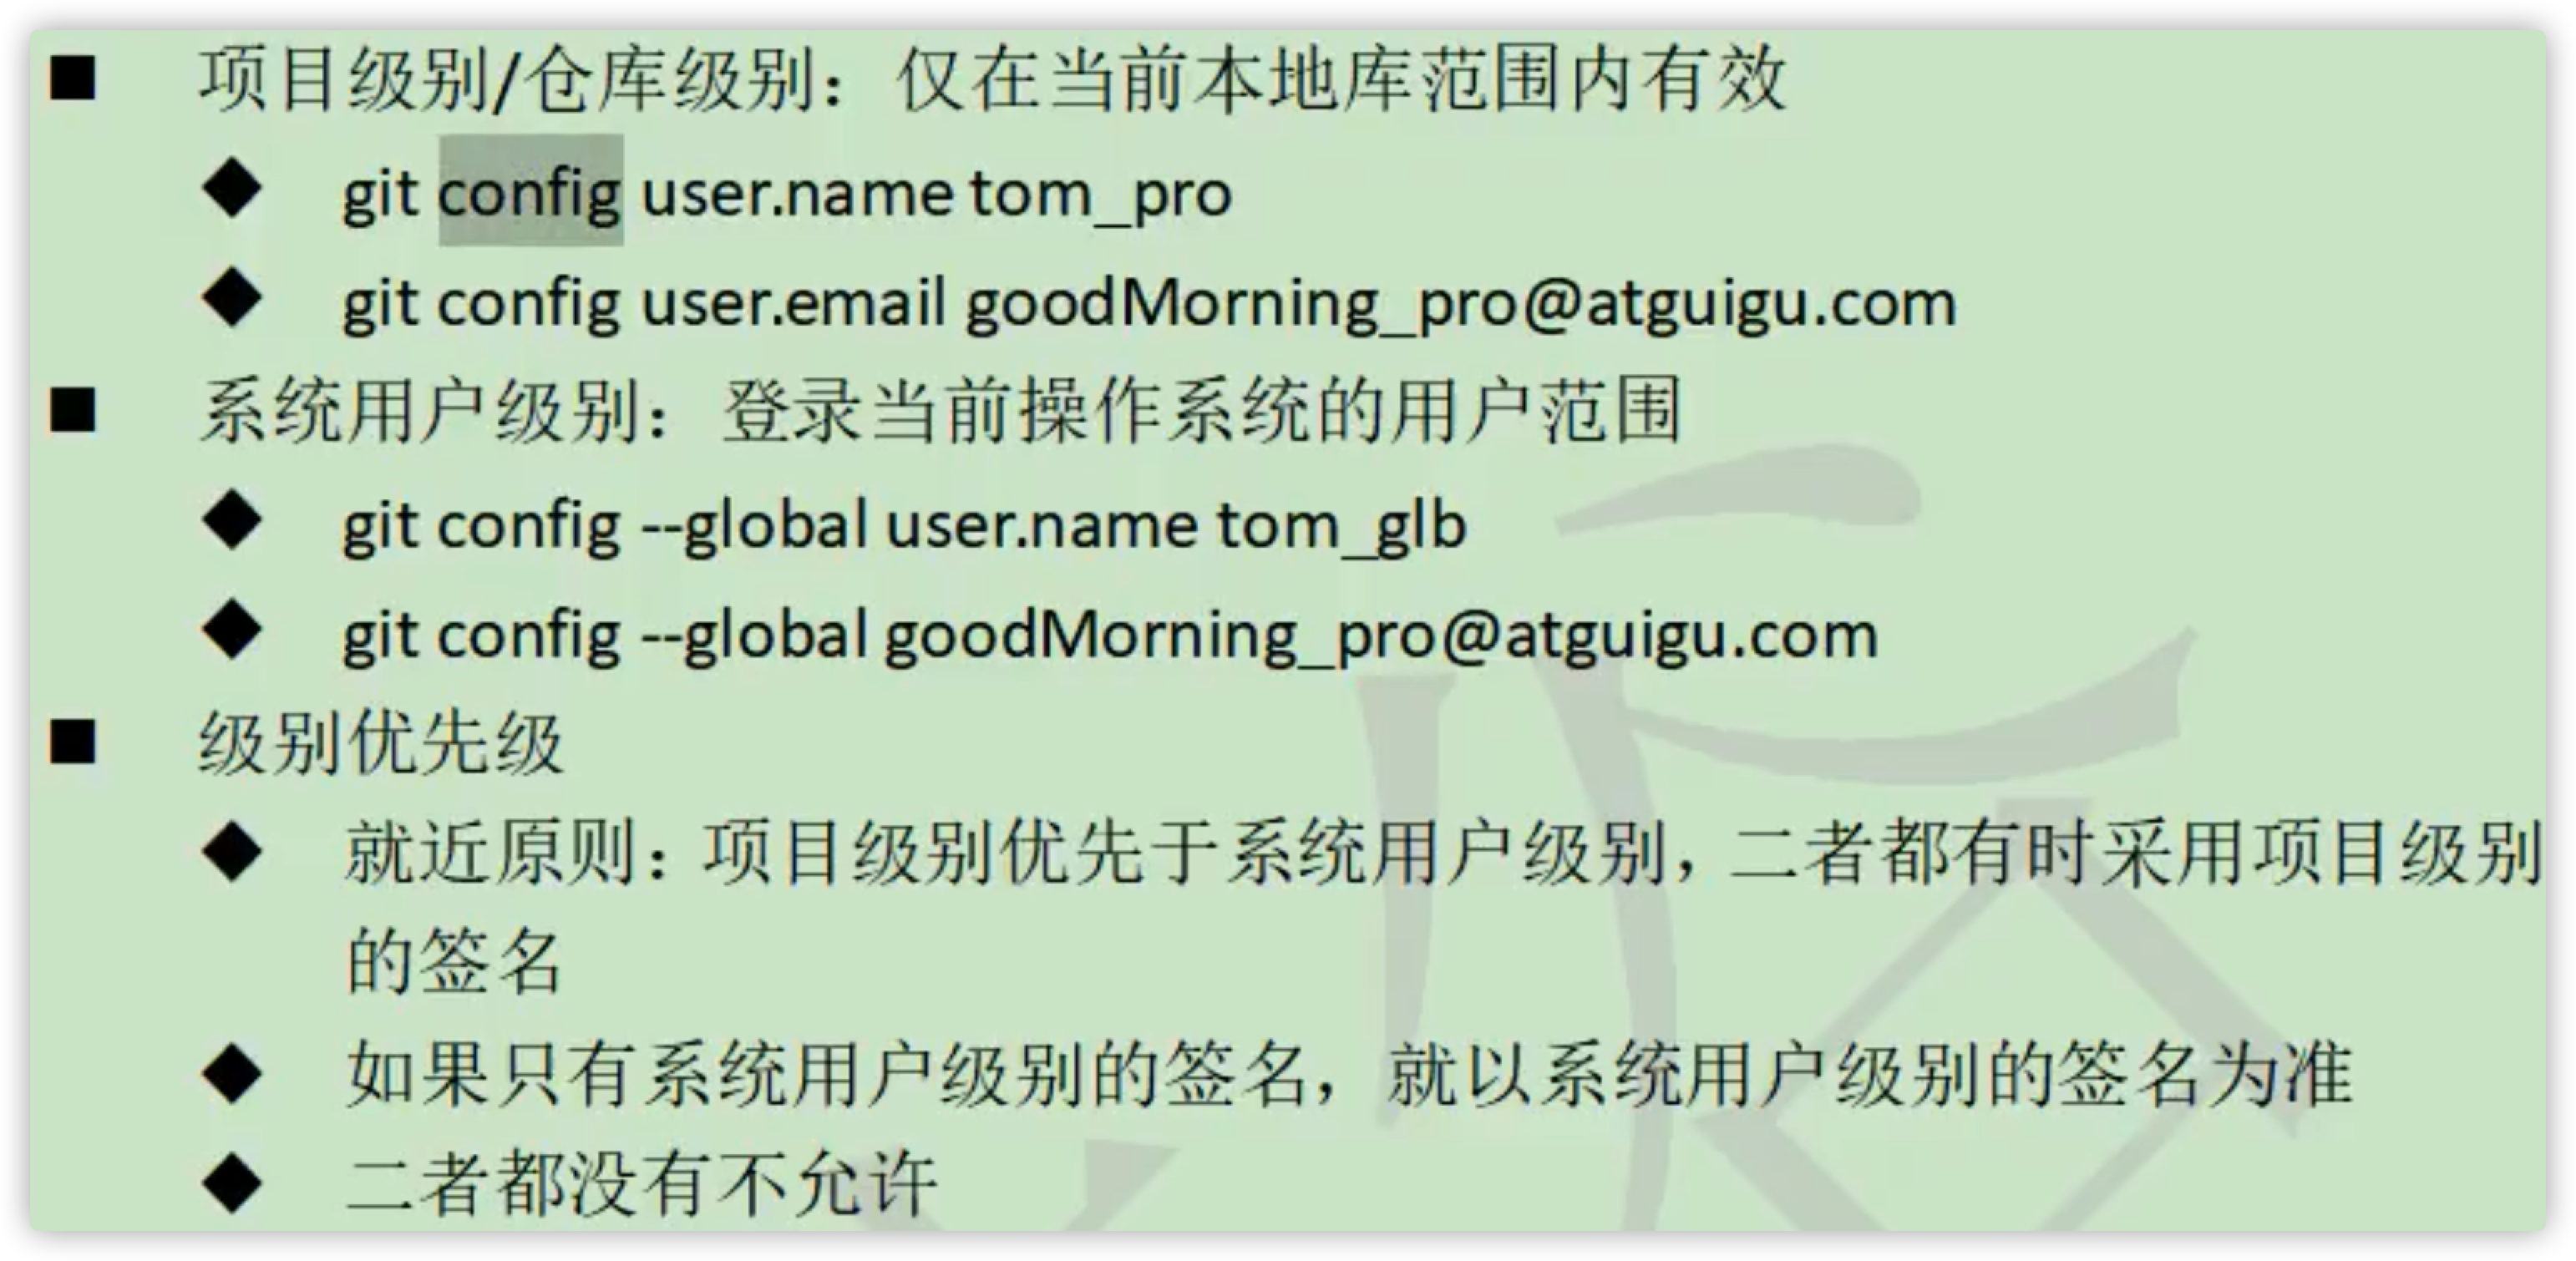 ■ 项目级别/仓库级别：仅在当前本地库范围内有效
◆ git config user.name tom_pro
◆ git config user.email goodMorning_pro@atguigu.com
■ 系统用户级别：登录当前操作系统的用户范围
◆ git config --global user.name tom_glb
◆ git config --global goodMorning_pro@atguigu.com
■ 级别优先级
◆ 就近原则：项目级别优先于系统用户级别，二者都有时采用项目级别
的签名
◆ 如果只有系统用户级别的签名，就以系统用户级别的签名为准
◆ 二者都没有不允许